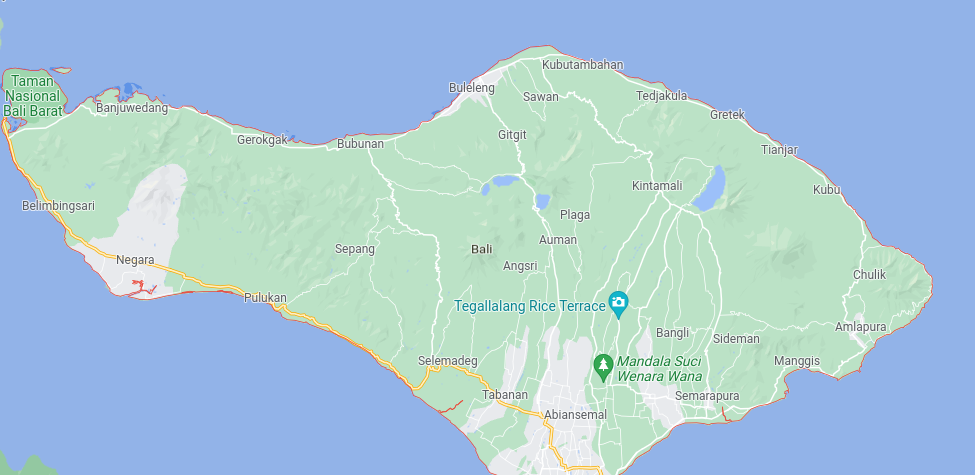 Kubutambahan
Taman
Nasional
Bali Barat
Buleleng
Sawan
Tedjakula
Banjuwedang
Gretek
Gitgit
Gerokgak
Bubunan
Tianjar
Kintamali
Kubu
Belimbingsari
Plaga
Auman
Sepang
Bali
Negara
Angsri
Chulik
Pulukan
Tegallalang Rice Terrace
Amlapura
Bangli
Sideman
Selemadeg
Mandala Suci
Wenara Wana
Manggis
Tabanan
Semarapura
Abiansemal